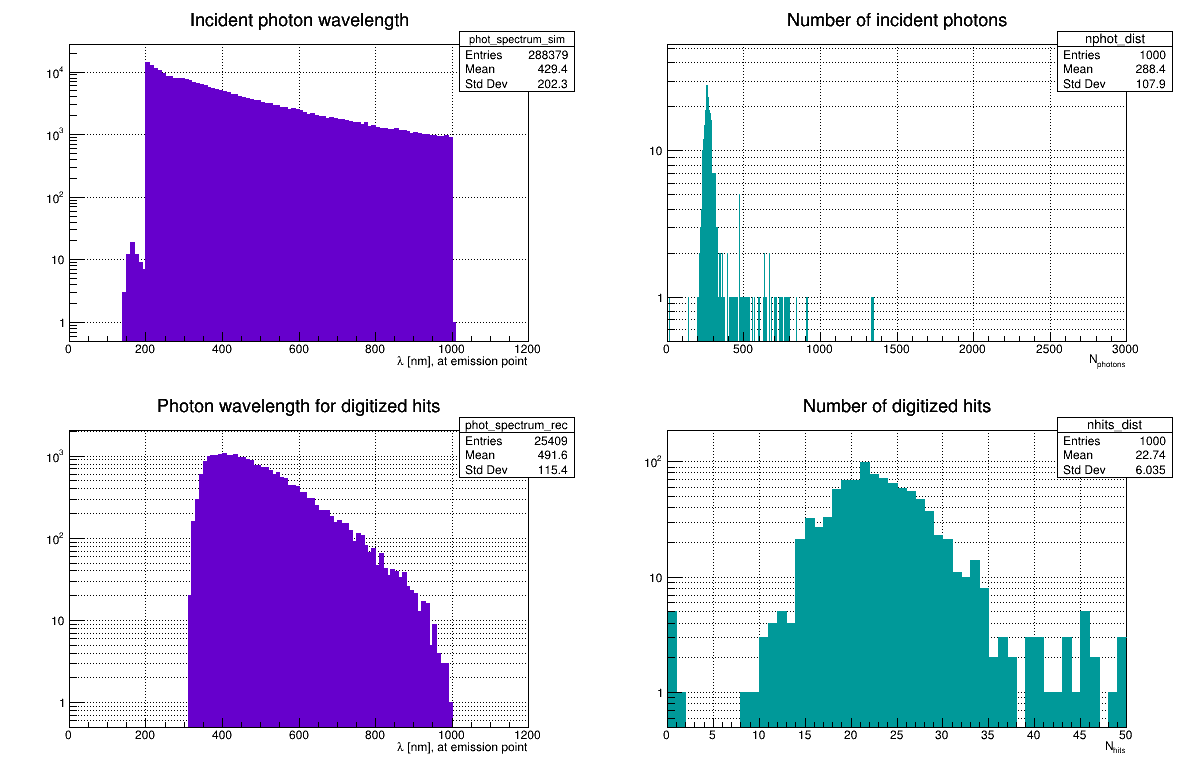 Incident photon wavelength
phot_spectrum_sim
Entries 288379
Mean 429.4
Std Dev 202.3
10⁴
10³
10²
10
1
0 200 400 600 800 1000 1200
λ [nm], at emission point
Number of incident photons
nphot_dist
Entries 1000
Mean 288.4
Std Dev 107.9
10
1
0 500 1000 1500 2000 2500 3000
N_photons
Photon wavelength for digitized hits
phot_spectrum_rec
Entries 25409
Mean 491.6
Std Dev 115.4
10³
10²
10
1
0 200 400 600 800 1000 1200
λ [nm], at emission point
Number of digitized hits
nhits_dist
Entries 1000
Mean 22.74
Std Dev 6.035
10²
10
1
0 5 10 15 20 25 30 35 40 45 50
N_hits